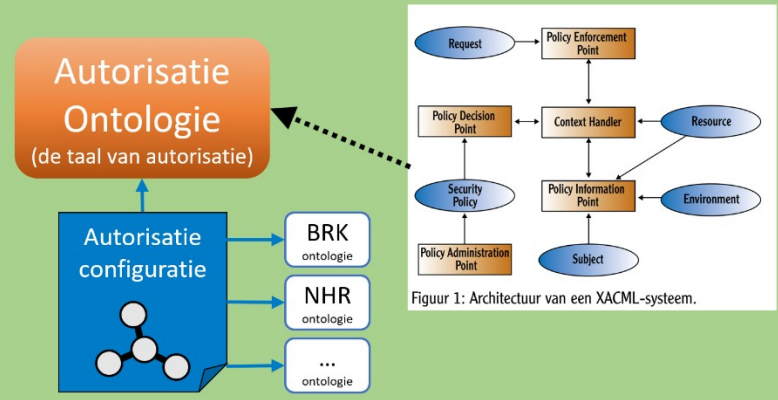 Autorisatie
Ontologie
(de taal van autorisatie)
Autorisatie
configuratie
BRK
ontologie
NHR
ontologie
...
ontologie
Request
Policy Enforcement
Point
Policy Decision
Point
Context Handler
Resource
Security
Policy
Policy Information
Point
Environment
Policy Administration
Point
Subject
Figuur 1: Architectuur van een XACML-systeem.